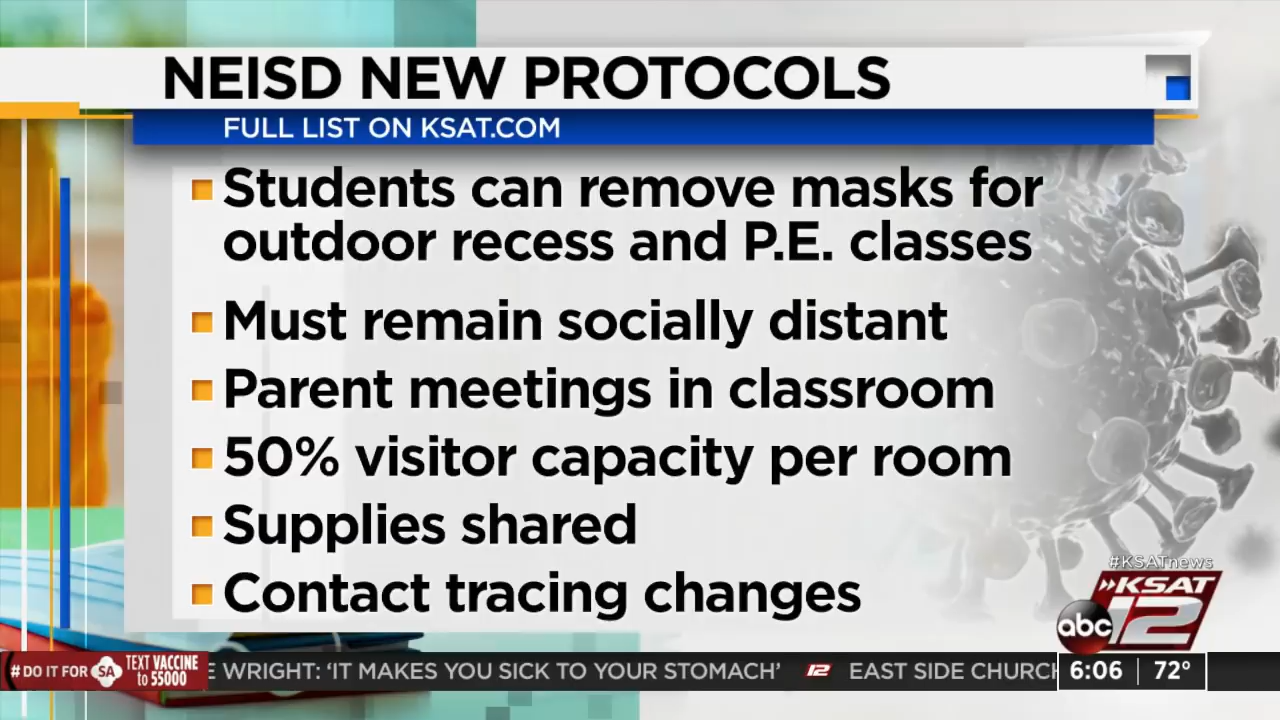 NEISD NEW PROTOCOLS
FULL LIST ON KSAT.COM
Students can remove masks for
outdoor recess and P.E. classes
Must remain socially distant
Parent meetings in classroom
50% visitor capacity per room
Supplies shared
Contact tracing changes
#KSATnews
KSAT
abc 12
#DO IT FOR SA TEXT VACCINE
to 55000
E WRIGHT: ‘IT MAKES YOU SICK TO YOUR STOMACH’ 12 EAST SIDE CHURCH
6:06 72°